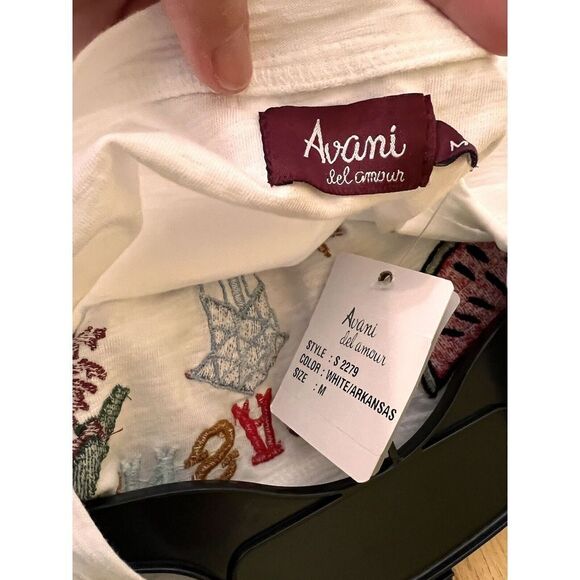 Avani
del amour
M
Avani
del amour
STYLE : S 2279
COLOR : WHITE/ARKANSAS
SIZE : M